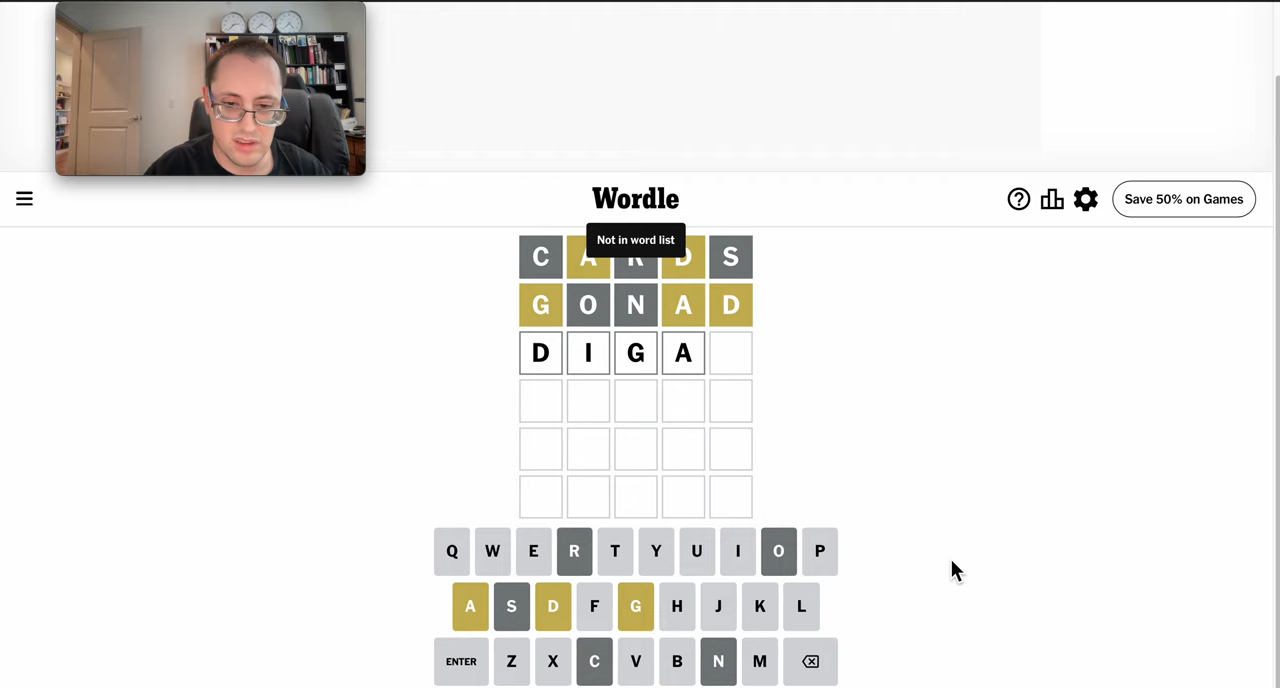 Wordle
Save 50% on Games
Not in word list
C A R D S
G O N A D
D I G A
Q W E R T Y U I O P
A S D F G H J K L
ENTER Z X C V B N M